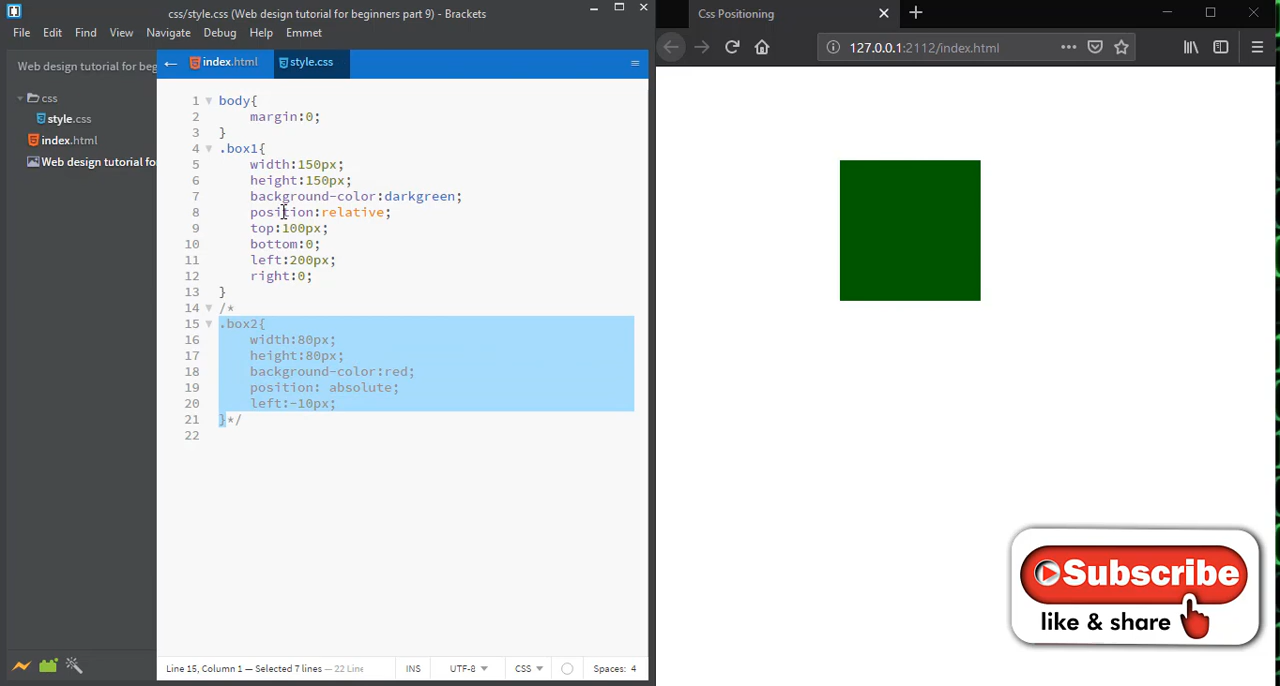 css/style.css (Web design tutorial for beginners part 9) - Brackets
File Edit Find View Navigate Debug Help Emmet
Web design tutorial for beg
css
style.css
index.html
Web design tutorial fo
index.html style.css
1 body{
2 margin:0;
3 }
4 .box1{
5 width:150px;
6 height:150px;
7 background-color:darkgreen;
8 position:relative;
9 top:100px;
10 bottom:0;
11 left:200px;
12 right:0;
13 }
14 /*
15 .box2{
16 width:80px;
17 height:80px;
18 background-color:red;
19 position: absolute;
20 left:-10px;
21 }*/
22
Line 15, Column 1 — Selected 7 lines — 22 Line
INS UTF-8 CSS Spaces: 4
Css Positioning
127.0.0.1:2112/index.html
Subscribe
like & share